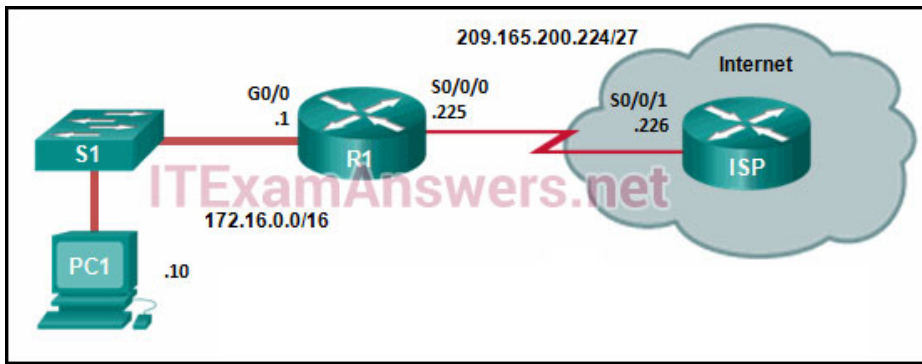 209.165.200.224/27
Internet
G0/0
.1
S0/0/0
.225
S0/0/1
.226
S1
R1
ISP
ITExamAnswers.net
172.16.0.0/16
PC1
.10